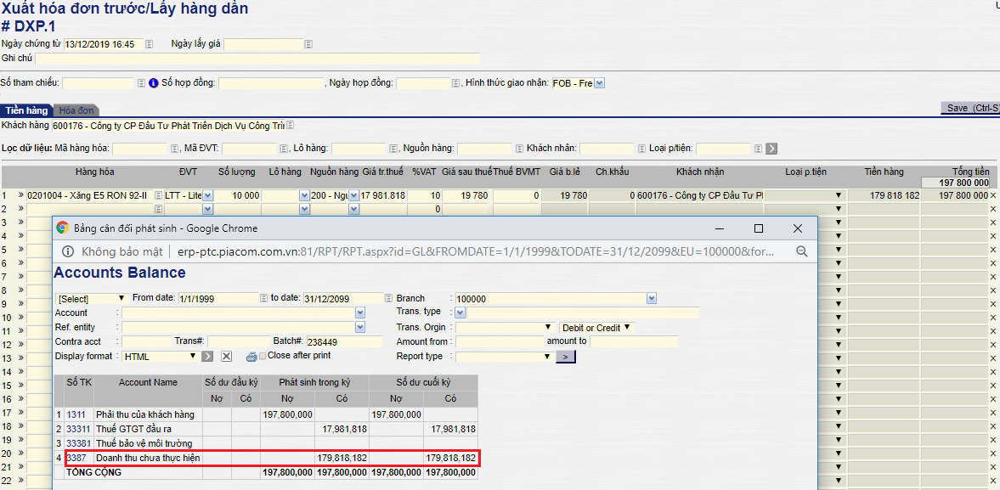 Xuất hóa đơn trước/Lấy hàng dần
# DXP.1
Ngày chứng từ 13/12/2019 16:45 Ngày lấy giá
Ghi chú
Số tham chiếu: Số hợp đồng: , Ngày hợp đồng: , Hình thức giao nhận: FOB - Fre
Tiền hàng Hóa đơn Save (Ctrl-S
Khách hàng 600176 - Công ty CP Đầu Tư Phát Triển Dịch Vụ Công Trìr
Lọc dữ liệu: Mã hàng hóa: , Mã ĐVT: , Lô hàng: , Nguồn hàng: Khách nhân: Loại p/tiện:
Hàng hóa ĐVT Số lượng Lô hàng Nguồn hàng Giá tr.thuế %VAT Giá sau thuế Thuế BVMT Giá b.lẻ Ch.khấu Khách nhận Loại p.tiện Tiền hàng Tổng tiền
197 800 000
1 » 0201004 - Xăng E5 RON 92-II LTT - Lite 10 000 200 - Ngu 17 981.818 10 19 780 0 19 780 0 600176 - Công ty CP Đầu Tư Pl 179 818 182 197 800 000 ×
2 » 0 ×
3 » ×
4 » ×
5 » ×
6 » ×
7 » ×
8 » ×
9 » ×
10 » ×
11 » ×
12 » ×
13 » ×
14 » ×
15 » ×
16 » ×
17 » ×
18 » ×
19 » ×
20 » ×
21 » ×
22 » ×
Bảng cân đối phát sinh - Google Chrome
Không bảo mật | erp-ptc.piacom.com.vn:81/RPT/RPT.aspx?id=GL&FROMDATE=1/1/1999&TODATE=31/12/2099&EU=100000&for...
Accounts Balance
[Select] From date: 1/1/1999 to date: 31/12/2099 Branch : 100000
Account : Trans. type :
Ref. entity : Trans. Orgin : Debit or Credit
Contra acct : Trans#: Batch#: 238449 Amount from : amount to
Display format : HTML Close after print Report type : >
Số TK Account Name Số dư đầu kỳ Phát sinh trong kỳ Số dư cuối kỳ
Nợ Có Nợ Có Nợ Có
1 1311 Phải thu của khách hàng 197,800,000 197,800,000
2 33311 Thuế GTGT đầu ra 17,981,818 17,981,818
3 33381 Thuế bảo vệ môi trường
4 3387 Doanh thu chưa thực hiện 179,818,182 179,818,182
TỔNG CỘNG 197,800,000 197,800,000 197,800,000 197,800,000